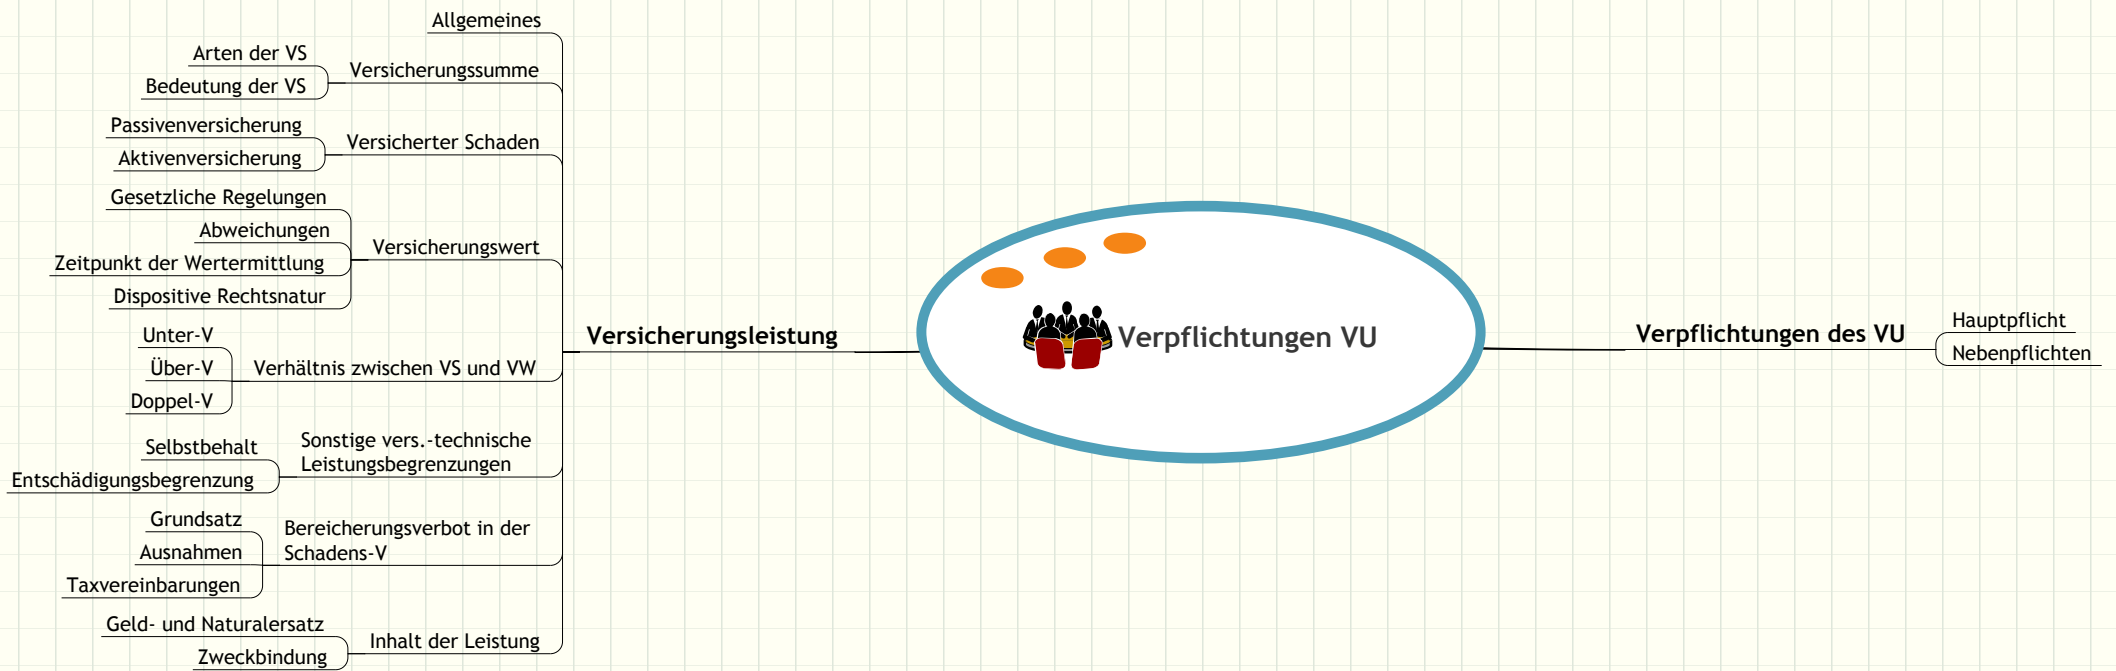 Allgemeines
Arten der VS
Bedeutung der VS
Versicherungssumme
Passivenversicherung
Aktivenversicherung
Versicherter Schaden
Gesetzliche Regelungen
Abweichungen
Zeitpunkt der Wertermittlung
Dispositive Rechtsnatur
Versicherungswert
Unter-V
Über-V
Doppel-V
Verhältnis zwischen VS und VW
Selbstbehalt
Entschädigungsbegrenzung
Sonstige vers.-technische
Leistungsbegrenzungen
Grundsatz
Ausnahmen
Taxvereinbarungen
Bereicherungsverbot in der
Schadens-V
Geld- und Naturalersatz
Zweckbindung
Inhalt der Leistung
Versicherungsleistung
Verpflichtungen VU
Verpflichtungen des VU
Hauptpflicht
Nebenpflichten